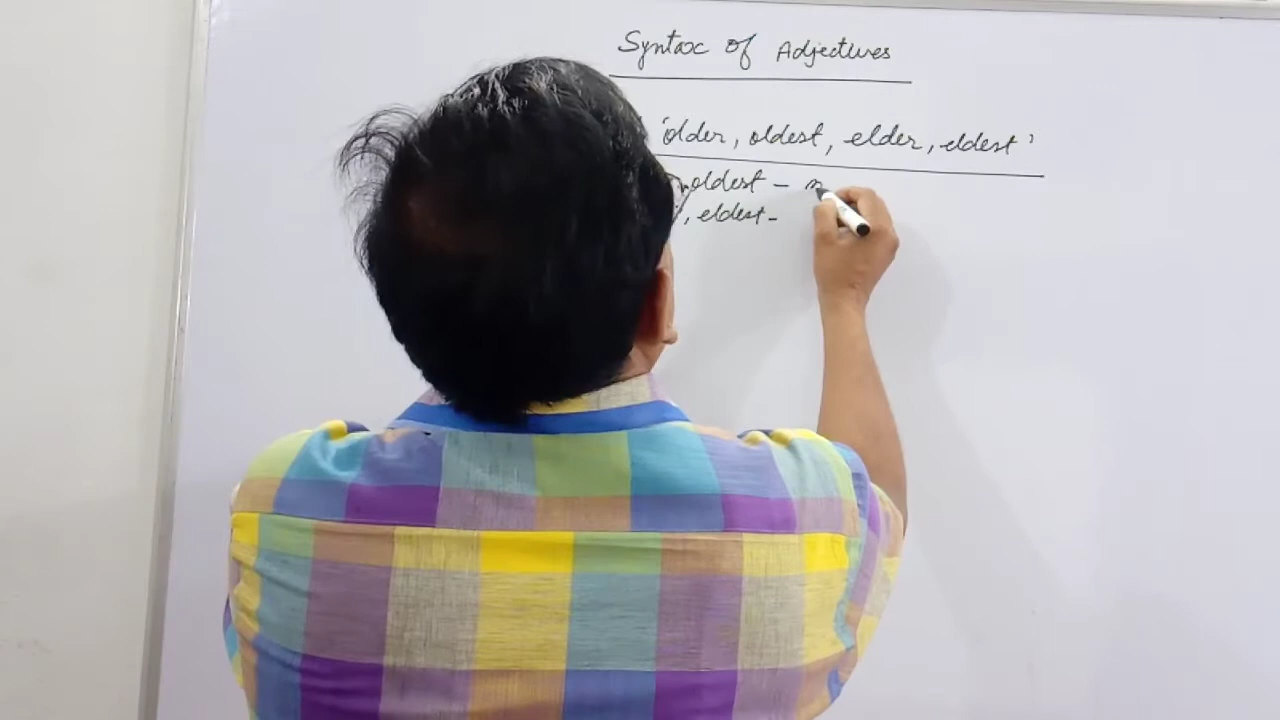 Syntax of Adjectives
'older, oldest, elder, eldest'
, oldest -
, eldest -